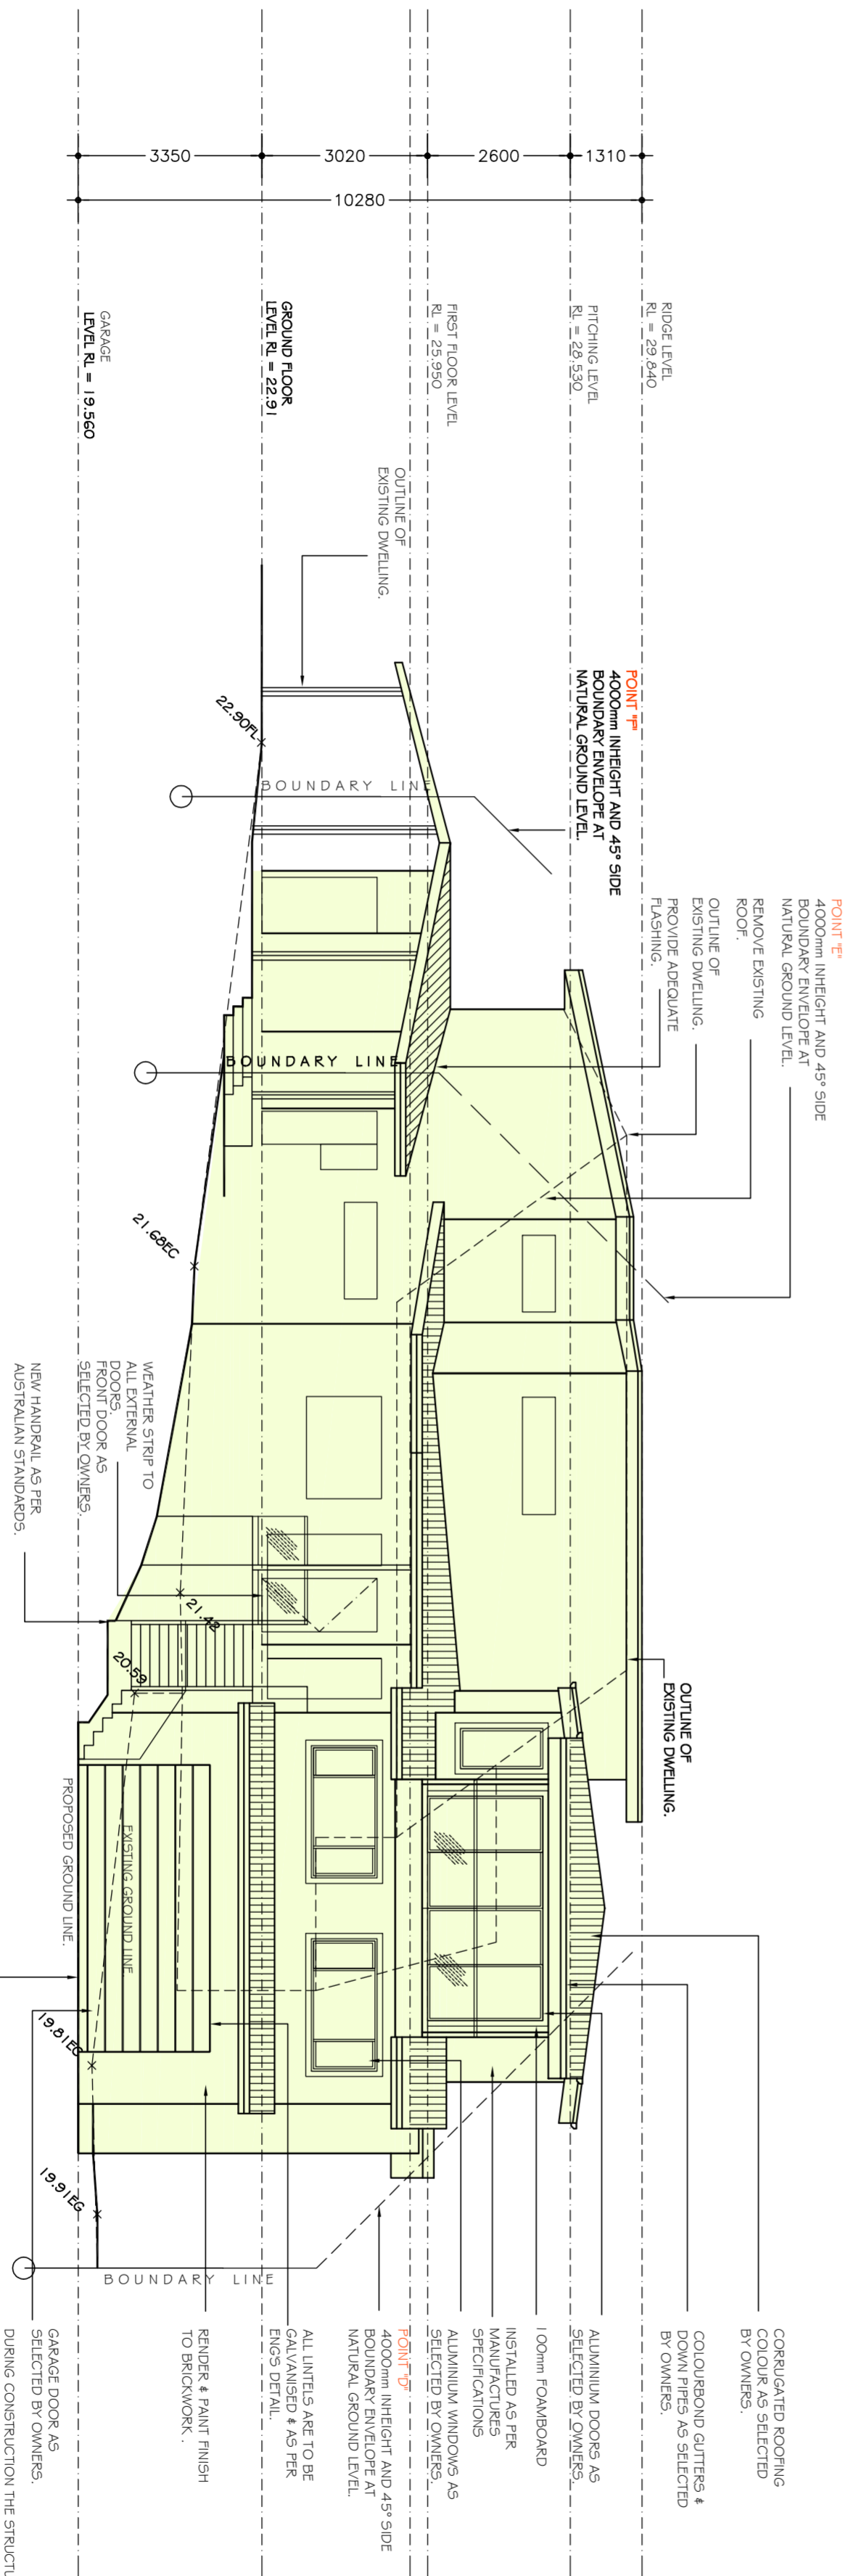 3350
3020
2600
1310
10280
RIDGE LEVEL
RL = 29.840
PITCHING LEVEL
RL = 28.530
FIRST FLOOR LEVEL
RL = 25.950
GROUND FLOOR
LEVEL RL = 22.91
GARAGE
LEVEL RL = 19.560
OUTLINE OF
EXISTING DWELLING.
POINT "F"
4000mm INHEIGHT AND 45° SIDE
BOUNDARY ENVELOPE AT
NATURAL GROUND LEVEL.
22.90FL
BOUNDARY LINE
POINT "E"
4000mm INHEIGHT AND 45° SIDE
BOUNDARY ENVELOPE AT
NATURAL GROUND LEVEL.
REMOVE EXISTING
ROOF.
OUTLINE OF
EXISTING DWELLING.
PROVIDE ADEQUATE
FLASHING.
BOUNDARY LINE
21.68EC
WEATHER STRIP TO
ALL EXTERNAL
DOORS.
FRONT DOOR AS
SELECTED BY OWNERS.
NEW HANDRAIL AS PER
AUSTRALIAN STANDARDS.
21.42
20.59
OUTLINE OF
EXISTING DWELLING.
PROPOSED GROUND LINE.
EXISTING GROUND LINE
19.81EG
19.91EG
BOUNDARY LINE
CORRUGATED ROOFING
COLOUR AS SELECTED
BY OWNERS.
COLOURBOND GUTTERS &
DOWN PIPES AS SELECTED
BY OWNERS.
ALUMINIUM DOORS AS
SELECTED BY OWNERS.
100mm FOAMBOARD
INSTALLED AS PER
MANUFACTURES
SPECIFICATIONS
ALUMINIUM WINDOWS AS
SELECTED BY OWNERS.
POINT "D"
4000mm INHEIGHT AND 45° SIDE
BOUNDARY ENVELOPE AT
NATURAL GROUND LEVEL.
ALL LINTELS ARE TO BE
GALVANISED & AS PER
ENG'S DETAIL.
RENDER & PAINT FINISH
TO BRICKWORK .
GARAGE DOOR AS
SELECTED BY OWNERS.
DURING CONSTRUCTION THE STRUCTU